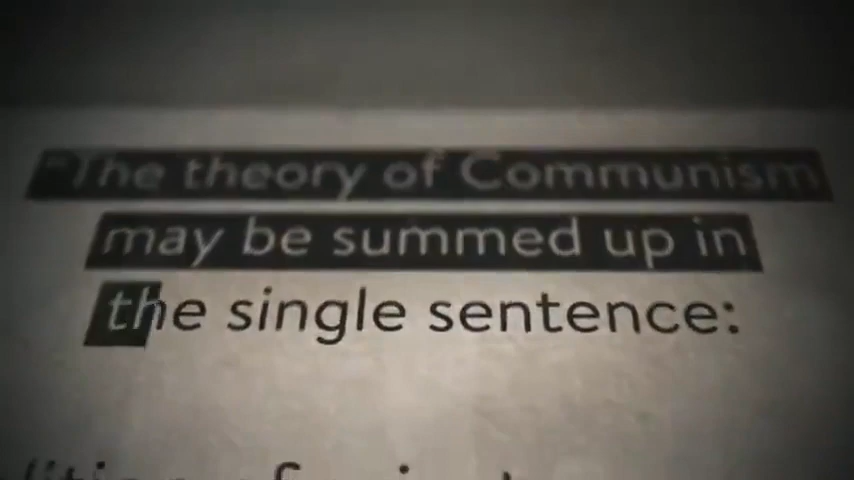 "The theory of Communism
may be summed up in
the single sentence: